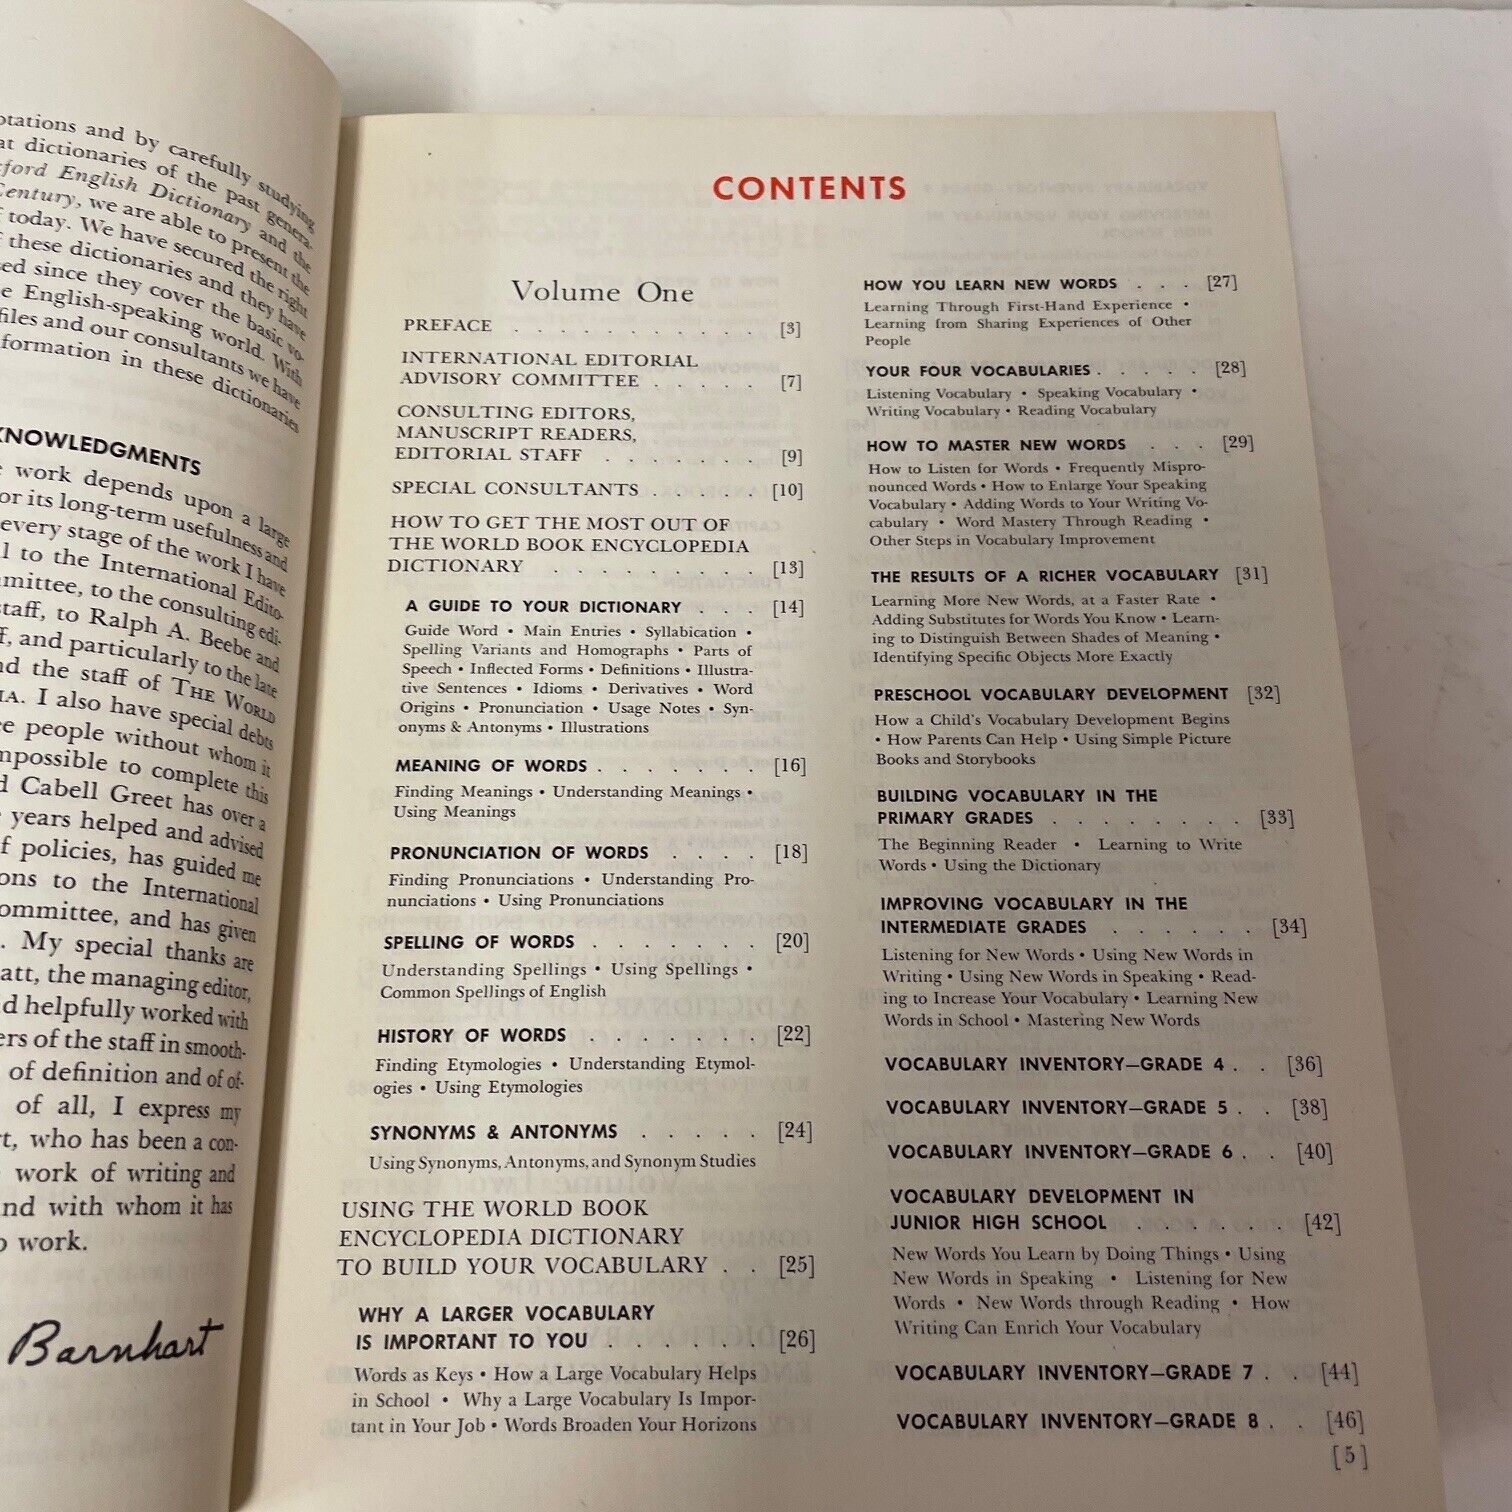 otations and by carefully studying
at dictionaries of the past genera-
ford English Dictionary and the
Century, we are able to present the
f today. We have secured the right
f these dictionaries and they have
sed since they cover the basic vo-
e English-speaking world. With
files and our consultants we have
formation in these dictionaries
KNOWLEDGMENTS
e work depends upon a large
or its long-term usefulness and
every stage of the work I have
l to the International Edito-
mmittee, to the consulting edi-
staff, to Ralph A. Beebe and
f, and particularly to the late
nd the staff of THE WORLD
IA. I also have special debts
ee people without whom it
mpossible to complete this
d Cabell Greet has over a
years helped and advised
f policies, has guided me
ons to the International
ommittee, and has given
. My special thanks are
att, the managing editor,
d helpfully worked with
ers of the staff in smooth-
of definition and of of-
of all, I express my
rt, who has been a con-
work of writing and
nd with whom it has
o work.
Barnhart
CONTENTS
Volume One
PREFACE . . . . . . . . . . . [3]
INTERNATIONAL EDITORIAL
ADVISORY COMMITTEE . . . . . [7]
CONSULTING EDITORS,
MANUSCRIPT READERS,
EDITORIAL STAFF . . . . . . . [9]
SPECIAL CONSULTANTS . . . . . [10]
HOW TO GET THE MOST OUT OF
THE WORLD BOOK ENCYCLOPEDIA
DICTIONARY . . . . . . . . . [13]
A GUIDE TO YOUR DICTIONARY . . . [14]
Guide Word • Main Entries • Syllabication •
Spelling Variants and Homographs • Parts of
Speech • Inflected Forms • Definitions • Illustra-
tive Sentences • Idioms • Derivatives • Word
Origins • Pronunciation • Usage Notes • Syn-
onyms & Antonyms • Illustrations
MEANING OF WORDS . . . . . . . [16]
Finding Meanings • Understanding Meanings •
Using Meanings
PRONUNCIATION OF WORDS . . . . [18]
Finding Pronunciations • Understanding Pro-
nunciations • Using Pronunciations
SPELLING OF WORDS . . . . . . . [20]
Understanding Spellings • Using Spellings •
Common Spellings of English
HISTORY OF WORDS . . . . . . . [22]
Finding Etymologies • Understanding Etymol-
ogies • Using Etymologies
SYNONYMS & ANTONYMS . . . . . [24]
Using Synonyms, Antonyms, and Synonym Studies
USING THE WORLD BOOK
ENCYCLOPEDIA DICTIONARY
TO BUILD YOUR VOCABULARY . . [25]
WHY A LARGER VOCABULARY
IS IMPORTANT TO YOU . . . . . . [26]
Words as Keys • How a Large Vocabulary Helps
in School • Why a Large Vocabulary Is Impor-
tant in Your Job • Words Broaden Your Horizons
HOW YOU LEARN NEW WORDS . . . [27]
Learning Through First-Hand Experience •
Learning from Sharing Experiences of Other
People
YOUR FOUR VOCABULARIES . . . . . [28]
Listening Vocabulary • Speaking Vocabulary •
Writing Vocabulary • Reading Vocabulary
HOW TO MASTER NEW WORDS . . . [29]
How to Listen for Words • Frequently Mispro-
nounced Words • How to Enlarge Your Speaking
Vocabulary • Adding Words to Your Writing Vo-
cabulary • Word Mastery Through Reading •
Other Steps in Vocabulary Improvement
THE RESULTS OF A RICHER VOCABULARY [31]
Learning More New Words, at a Faster Rate •
Adding Substitutes for Words You Know • Learn-
ing to Distinguish Between Shades of Meaning •
Identifying Specific Objects More Exactly
PRESCHOOL VOCABULARY DEVELOPMENT [32]
How a Child's Vocabulary Development Begins
• How Parents Can Help • Using Simple Picture
Books and Storybooks
BUILDING VOCABULARY IN THE
PRIMARY GRADES . . . . . . . . [33]
The Beginning Reader • Learning to Write
Words • Using the Dictionary
IMPROVING VOCABULARY IN THE
INTERMEDIATE GRADES . . . . . . [34]
Listening for New Words • Using New Words in
Writing • Using New Words in Speaking • Read-
ing to Increase Your Vocabulary • Learning New
Words in School • Mastering New Words
VOCABULARY INVENTORY—GRADE 4 . . [36]
VOCABULARY INVENTORY—GRADE 5 . . [38]
VOCABULARY INVENTORY—GRADE 6 . . [40]
VOCABULARY DEVELOPMENT IN
JUNIOR HIGH SCHOOL . . . . . . [42]
New Words You Learn by Doing Things • Using
New Words in Speaking • Listening for New
Words • New Words through Reading • How
Writing Can Enrich Your Vocabulary
VOCABULARY INVENTORY—GRADE 7 . . [44]
VOCABULARY INVENTORY—GRADE 8 . . [46]
[5]